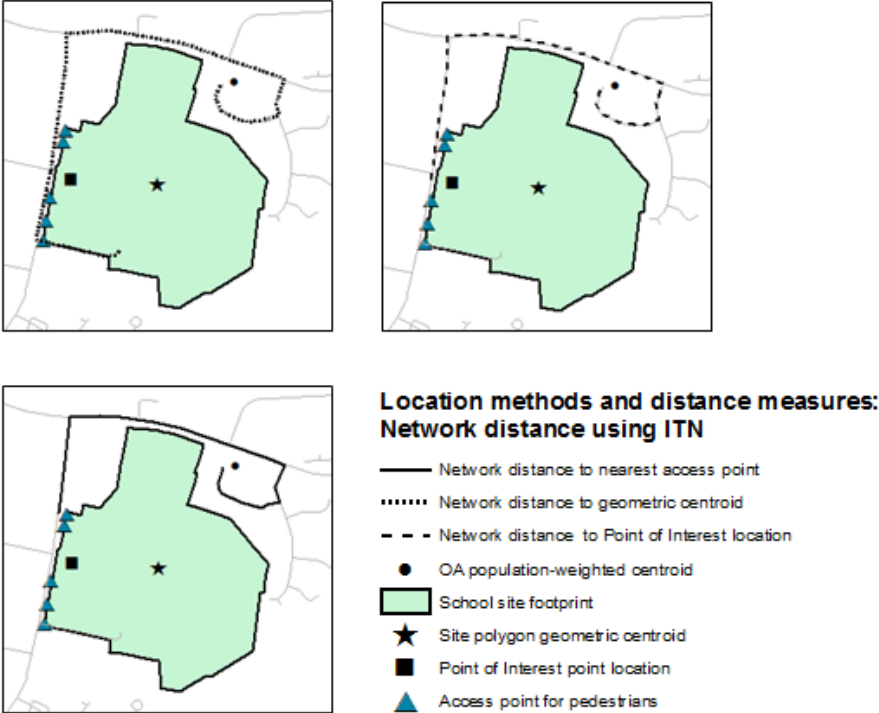 Location methods and distance measures:
Network distance using ITN
Network distance to nearest access point
Network distance to geometric centroid
Network distance to Point of Interest location
OA population-weighted centroid
School site footprint
Site polygon geometric centroid
Point of Interest point location
Access point for pedestrians